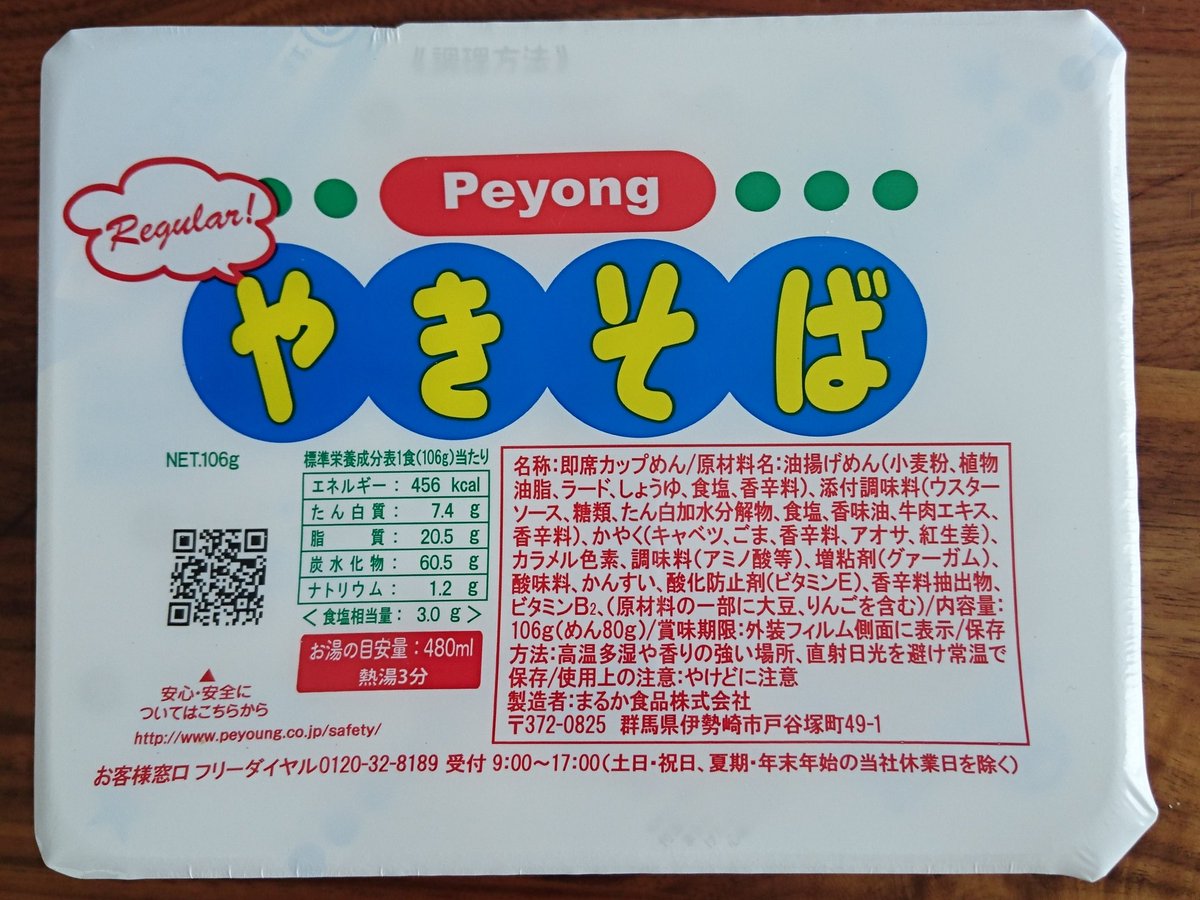 《調理方法》
Peyong
Regular!
やきそば
NET.106g
標準栄養成分表1食(106g)当たり
エネルギー: 456 kcal
たん白質: 7.4 g
脂 質: 20.5 g
炭水化物: 60.5 g
ナトリウム: 1.2 g
<食塩相当量: 3.0 g>
お湯の目安量:480ml
熱湯3分
▲
安心・安全に
ついてはこちらから
http://www.peyoung.co.jp/safety/
名称:即席カップめん/原材料名:油揚げめん(小麦粉、植物
油脂、ラード、しょうゆ、食塩、香辛料)、添付調味料(ウスター
ソース、糖類、たん白加水分解物、食塩、香味油、牛肉エキス、
香辛料)、かやく(キャベツ、ごま、香辛料、アオサ、紅生姜)、
カラメル色素、調味料(アミノ酸等)、増粘剤(グァーガム)、
酸味料、かんすい、酸化防止剤(ビタミンE)、香辛料抽出物、
ビタミンB₂、(原材料の一部に大豆、りんごを含む)/内容量:
106g(めん80g)/賞味期限:外装フィルム側面に表示/保存
方法:高温多湿や香りの強い場所、直射日光を避け常温で
保存/使用上の注意:やけどに注意
製造者:まるか食品株式会社
〒372-0825 群馬県伊勢崎市戸谷塚町49-1
お客様窓口 フリーダイヤル0120-32-8189 受付 9:00〜17:00(土日・祝日、夏期・年末年始の当社休業日を除く)